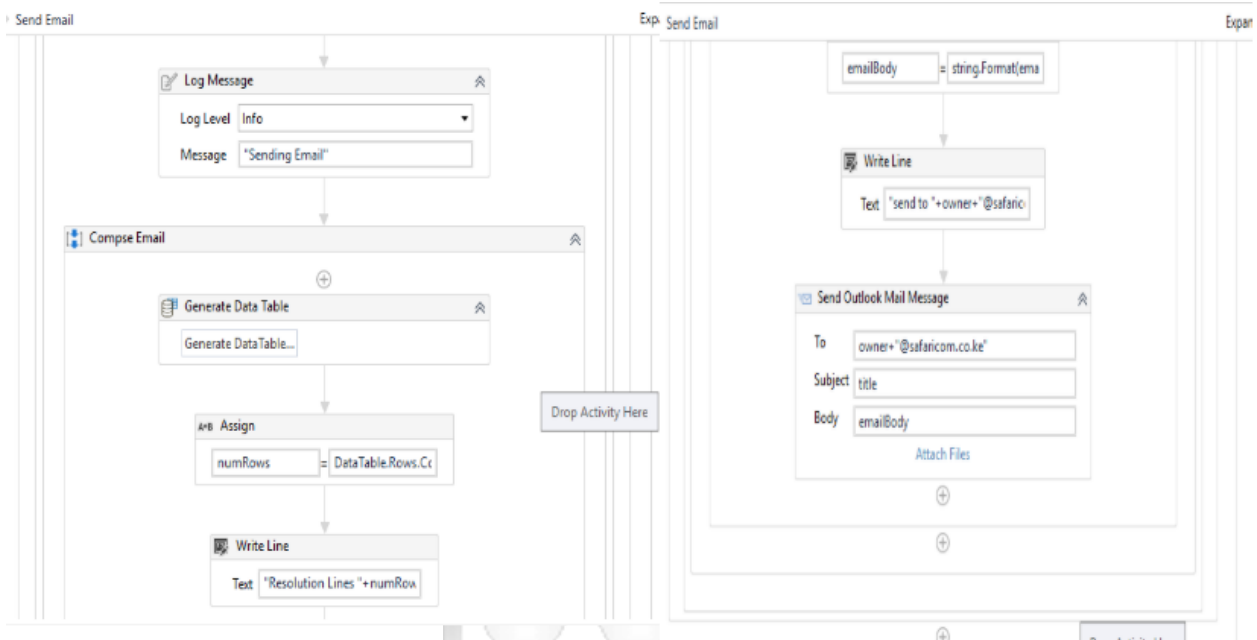 Send Email
Expa
Log Message
Log Level Info
Message "Sending Email"
Compse Email
Generate Data Table
Generate DataTable...
Drop Activity Here
A+B Assign
numRows = DataTable.Rows.Cc
Write Line
Text "Resolution Lines "+numRow
Send Email
Expan
emailBody = string.Format(ema
Write Line
Text "send to "+owner+"@safaric
Send Outlook Mail Message
To owner+"@safaricom.co.ke"
Subject title
Body emailBody
Attach Files